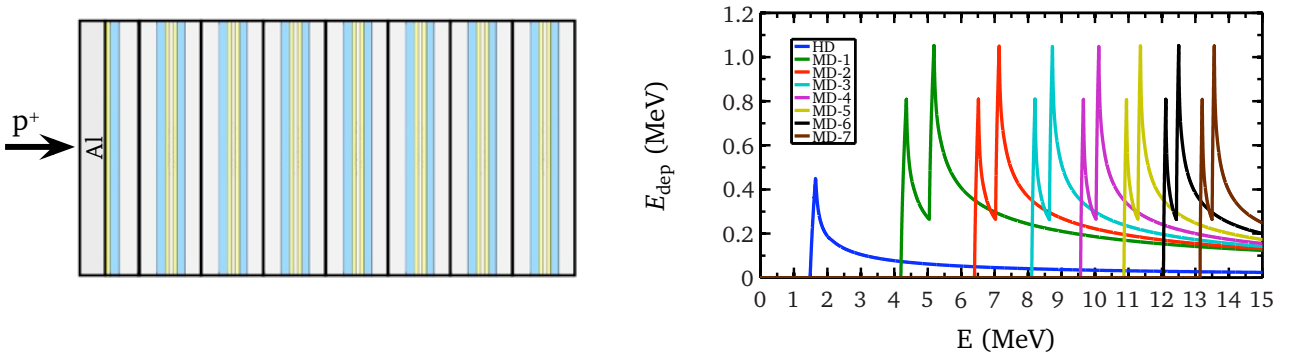 p⁺
Al
E_dep (MeV)
1.2
1.0
0.8
0.6
0.4
0.2
0
HD
MD-1
MD-2
MD-3
MD-4
MD-5
MD-6
MD-7
0 1 2 3 4 5 6 7 8 9 10 11 12 13 14 15
E (MeV)